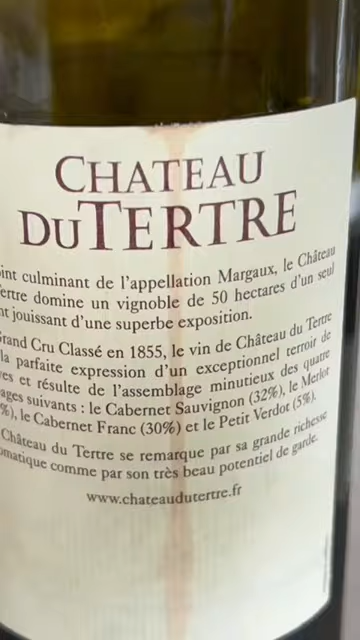 CHATEAU
DU TERTRE
int culminant de l'appellation Margaux, le Château
ertre domine un vignoble de 50 hectares d'un seul
nt jouissant d'une superbe exposition.
Grand Cru Classé en 1855, le vin de Château du Tertre
la parfaite expression d'un exceptionnel terroir de
es et résulte de l'assemblage minutieux des quatre
ages suivants : le Cabernet Sauvignon (32%), le Merlot
%), le Cabernet Franc (30%) et le Petit Verdot (5%).
Château du Tertre se remarque par sa grande richesse
omatique comme par son très beau potentiel de garde.
www.chateaudutertre.fr